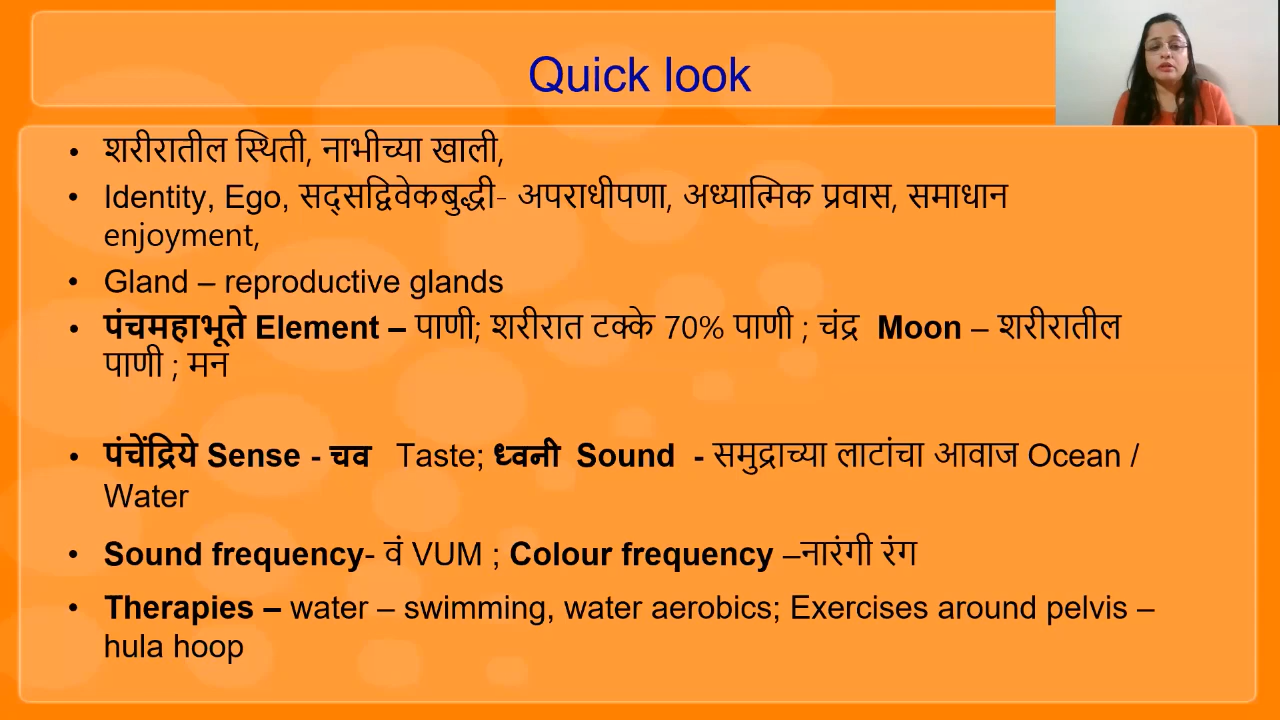 Quick look
• शरीरातील स्थिती, नाभीच्या खाली,
• Identity, Ego, सद्सद्विवेकबुद्धी- अपराधीपणा, अध्यात्मिक प्रवास, समाधान
enjoyment,
• Gland – reproductive glands
• पंचमहाभूते Element – पाणी; शरीरात टक्के 70% पाणी ; चंद्र Moon – शरीरातील
पाणी ; मन
• पंचेंद्रिये Sense - चव Taste; ध्वनी Sound - समुद्राच्या लाटांचा आवाज Ocean /
Water
• Sound frequency- वं VUM ; Colour frequency –नारंगी रंग
• Therapies – water – swimming, water aerobics; Exercises around pelvis –
hula hoop